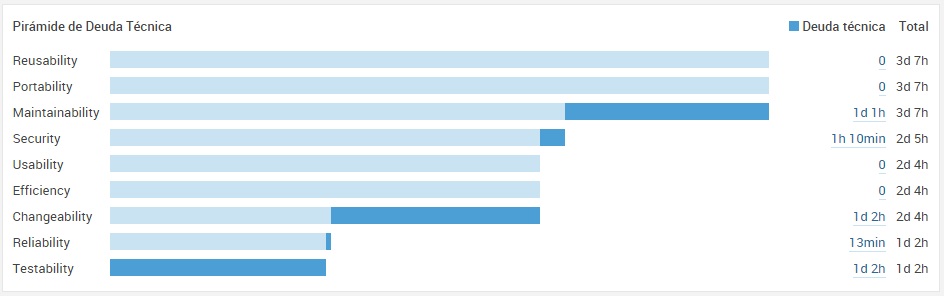 Pirámide de Deuda Técnica Deuda técnica Total
Reusability 0 3d 7h
Portability 0 3d 7h
Maintainability 1d 1h 3d 7h
Security 1h 10min 2d 5h
Usability 0 2d 4h
Efficiency 0 2d 4h
Changeability 1d 2h 2d 4h
Reliability 13min 1d 2h
Testability 1d 2h 1d 2h